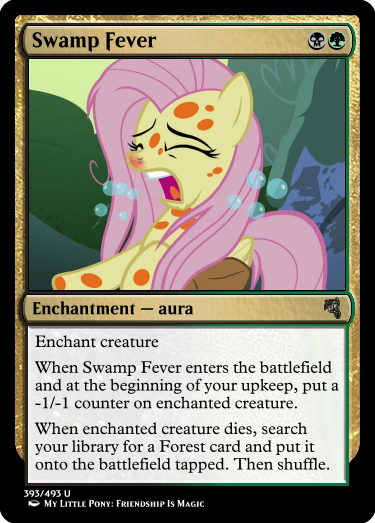 Swamp Fever
Enchantment — aura
Enchant creature
When Swamp Fever enters the battlefield
and at the beginning of your upkeep, put a
-1/-1 counter on enchanted creature.
When enchanted creature dies, search
your library for a Forest card and put it
onto the battlefield tapped. Then shuffle.
393/493 U
My Little Pony: Friendship Is Magic